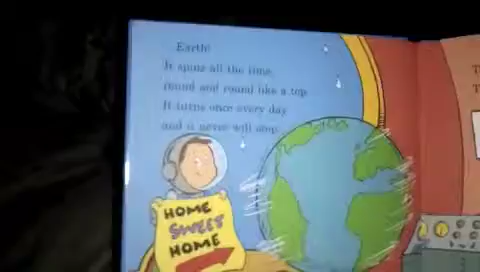 Earth!
It spins all the time,
round and round like a top.
It turns once every day
and it never will stop.
HOME
SWEET
HOME
T
T